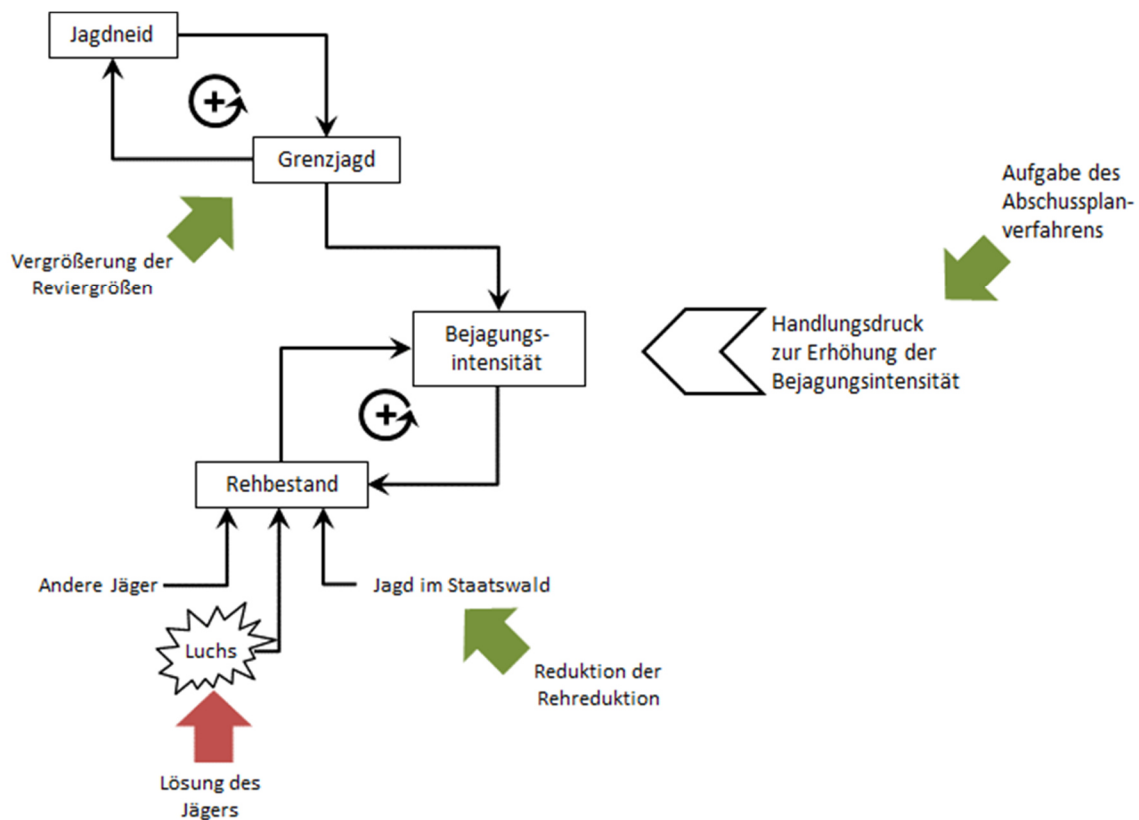 Jagdneid
+
Grenzjagd
Aufgabe des
Abschussplan-
verfahrens
Vergrößerung der
Reviergrößen
Bejagungs-
intensität
Handlungsdruck
zur Erhöhung der
Bejagungsintensität
+
Rehbestand
Andere Jäger
Jagd im Staatswald
Luchs
Reduktion der
Rehreduktion
Lösung des
Jägers